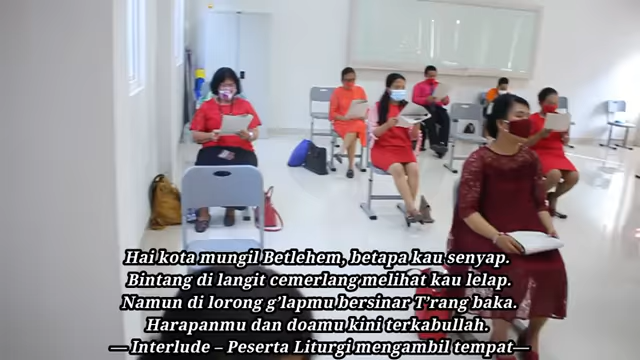 Hai kota mungil Betlehem, betapa kau senyap.
Bintang di langit cemerlang melihat kau lelap.
Namun di lorong g’lapmu bersinar T’rang baka.
Harapanmu dan doamu kini terkabullah.
— Interlude – Peserta Liturgi mengambil tempat—